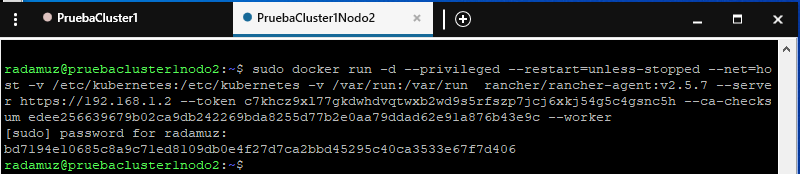 PruebaCluster1
PruebaCluster1Nodo2
radamuz@pruebacluster1nodo2:~$ sudo docker run -d --privileged --restart=unless-stopped --net=ho
st -v /etc/kubernetes:/etc/kubernetes -v /var/run:/var/run  rancher/rancher-agent:v2.5.7 --serve
r https://192.168.1.2 --token c7khcz9xl77gkdwhdvqtwxb2wd9s5rfszp7jcj6xkj54g5c4gsnc5h --ca-checks
um edee256639679b02ca9db242269bda8255d77b2e0aa79ddad62e91a876b43e9c --worker
[sudo] password for radamuz:
bd7194e10685c8a9c71ed8109db0e4f27d7ca2bbd45295c40ca3533e67f7d406
radamuz@pruebacluster1nodo2:~$